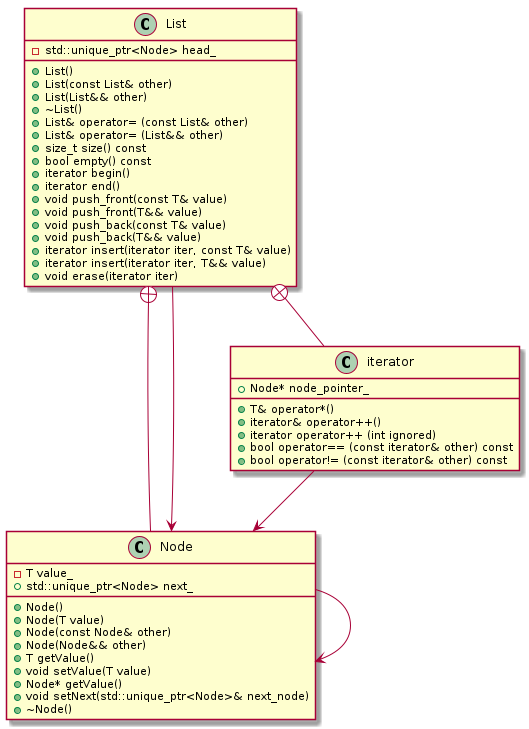 C List
std::unique_ptr<Node> head_
List()
List(const List& other)
List(List&& other)
~List()
List& operator= (const List& other)
List& operator= (List&& other)
size_t size() const
bool empty() const
iterator begin()
iterator end()
void push_front(const T& value)
void push_front(T&& value)
void push_back(const T& value)
void push_back(T&& value)
iterator insert(iterator iter, const T& value)
iterator insert(iterator iter, T&& value)
void erase(iterator iter)
C iterator
Node* node_pointer_
T& operator*()
iterator& operator++()
iterator operator++ (int ignored)
bool operator== (const iterator& other) const
bool operator!= (const iterator& other) const
C Node
T value_
std::unique_ptr<Node> next_
Node()
Node(T value)
Node(const Node& other)
Node(Node&& other)
T getValue()
void setValue(T value)
Node* getValue()
void setNext(std::unique_ptr<Node>& next_node)
~Node()